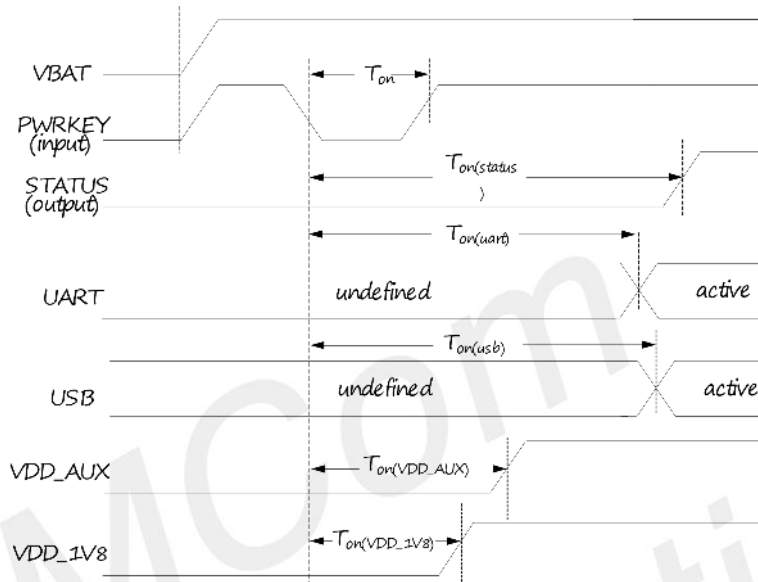 VBAT
Ton
PWRKEY
(input)
STATUS
(output)
Ton(status
)
Ton(uart)
UART
undefined
active
Ton(usb)
USB
undefined
active
VDD_AUX
Ton(VDD_AUX)
VDD_1V8
Ton(VDD_1V8)
MCom